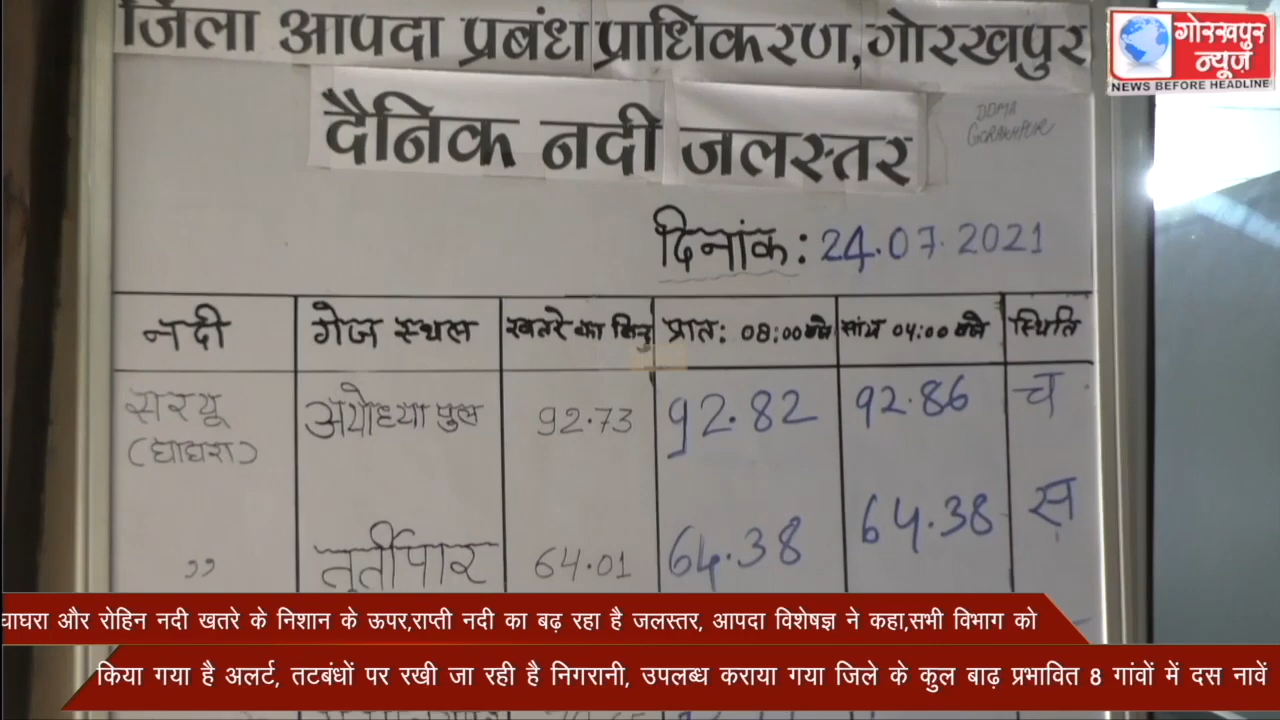 जिला आपदा प्रबंध प्राधिकरण,गोरखपुर
गोरखपुर
न्यूज़
NEWS BEFORE HEADLINE
दैनिक नदी जलस्तर
DDMA
GORAKHPUR
दिनांक: 24.07.2021
नदी गेज स्थल खतरे का बिन्दु प्रात: 08:00 बजे सांय 04:00 बजे स्थिति
सरयू (घाघरा) अयोध्या पुल 92.73 92.82 92.86 च
,, तुर्तीपार 64.01 64.38 64.38 स
घाघरा और रोहिन नदी खतरे के निशान के ऊपर,राप्ती नदी का बढ़ रहा है जलस्तर, आपदा विशेषज्ञ ने कहा,सभी विभाग को
किया गया है अलर्ट, तटबंधों पर रखी जा रही है निगरानी, उपलब्ध कराया गया जिले के कुल बाढ़ प्रभावित 8 गांवों में दस नावें